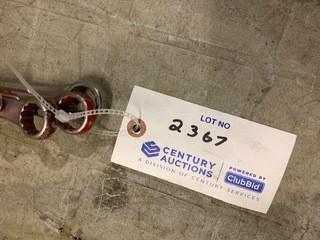 LOT NO
2367
CENTURY
AUCTIONS
A DIVISION OF CENTURY SERVICES
POWERED BY
ClubBid